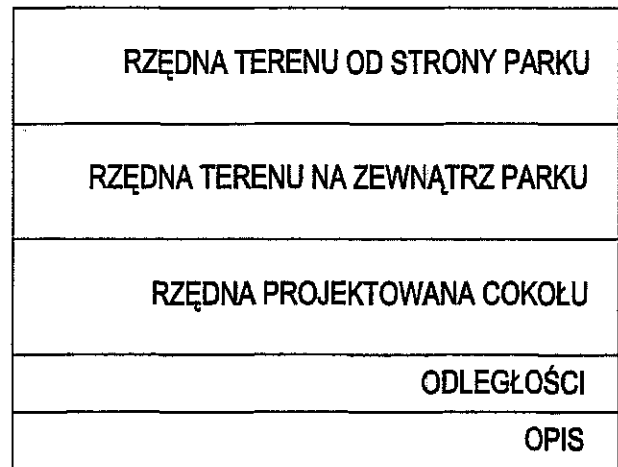 RZĘDNA TERENU OD STRONY PARKU
RZĘDNA TERENU NA ZEWNĄTRZ PARKU
RZĘDNA PROJEKTOWANA COKOŁU
ODLEGŁOŚCI
OPIS